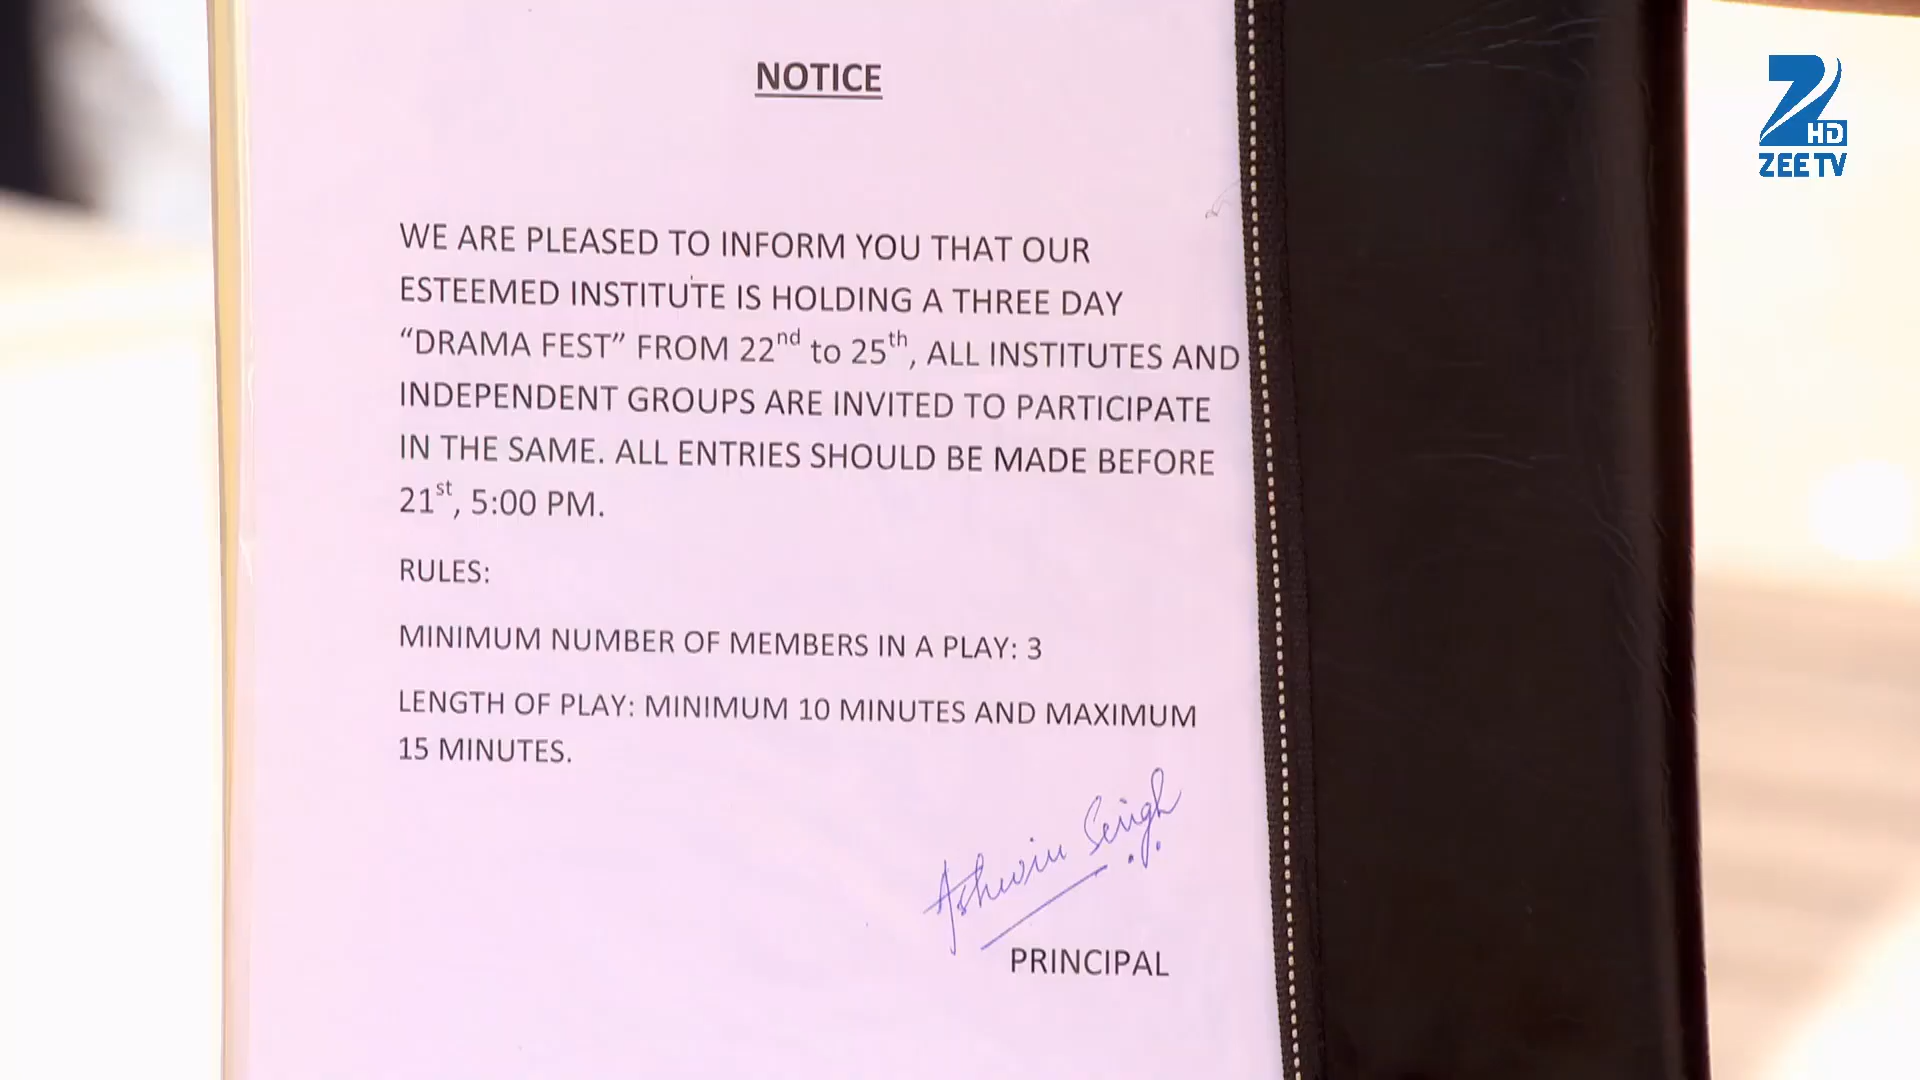 NOTICE
WE ARE PLEASED TO INFORM YOU THAT OUR
ESTEEMED INSTITUTE IS HOLDING A THREE DAY
“DRAMA FEST” FROM 22nd to 25th, ALL INSTITUTES AND
INDEPENDENT GROUPS ARE INVITED TO PARTICIPATE
IN THE SAME. ALL ENTRIES SHOULD BE MADE BEFORE
21st, 5:00 PM.
RULES:
MINIMUM NUMBER OF MEMBERS IN A PLAY: 3
LENGTH OF PLAY: MINIMUM 10 MINUTES AND MAXIMUM
15 MINUTES.
Ashwin Singh
PRINCIPAL
HD
ZEE TV